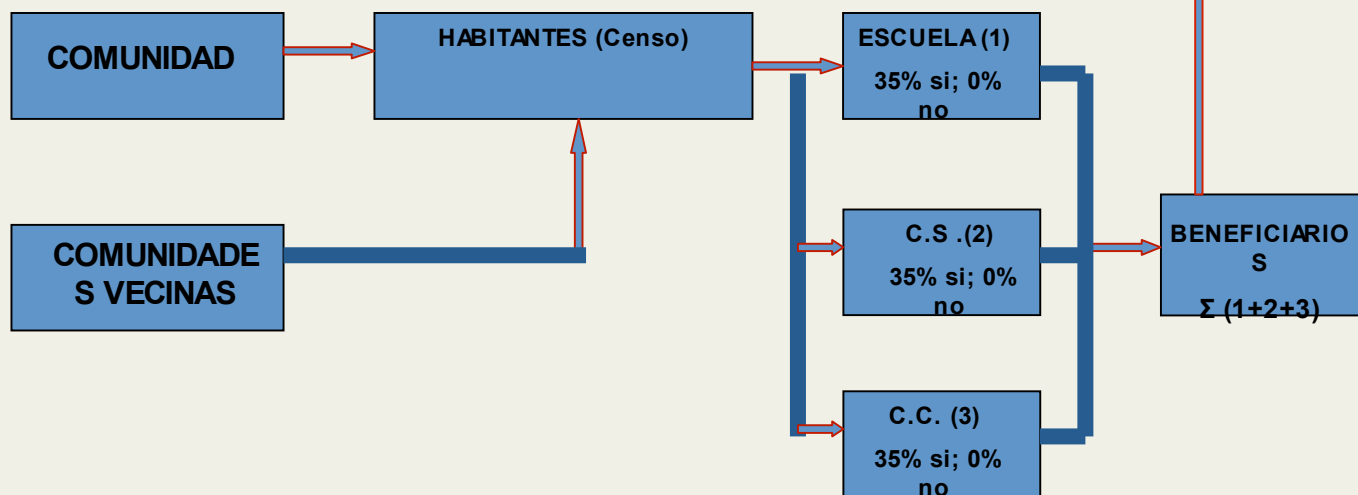 COMUNIDAD
HABITANTES (Censo)
ESCUELA (1)
35% si; 0%
no
COMUNIDADE
S VECINAS
C.S .(2)
35% si; 0%
no
BENEFICIARIO
S
Σ (1+2+3)
C.C. (3)
35% si; 0%
no